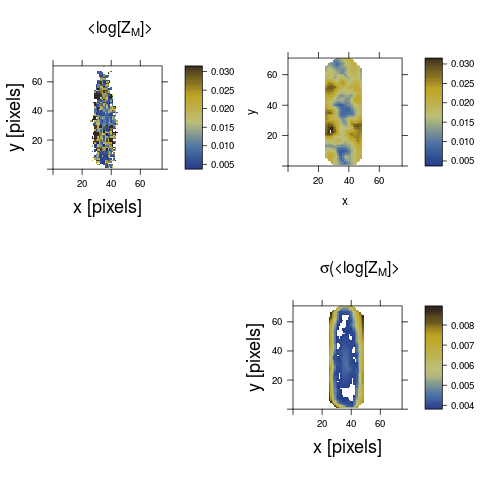 <log[Z_M]>
60
40
20
20 40 60
x [pixels]
y [pixels]
0.030
0.025
0.020
0.015
0.010
0.005
60
40
20
20 40 60
x
y
0.030
0.025
0.020
0.015
0.010
0.005
σ(<log[Z_M]>
60
40
20
20 40 60
x [pixels]
y [pixels]
0.008
0.007
0.006
0.005
0.004